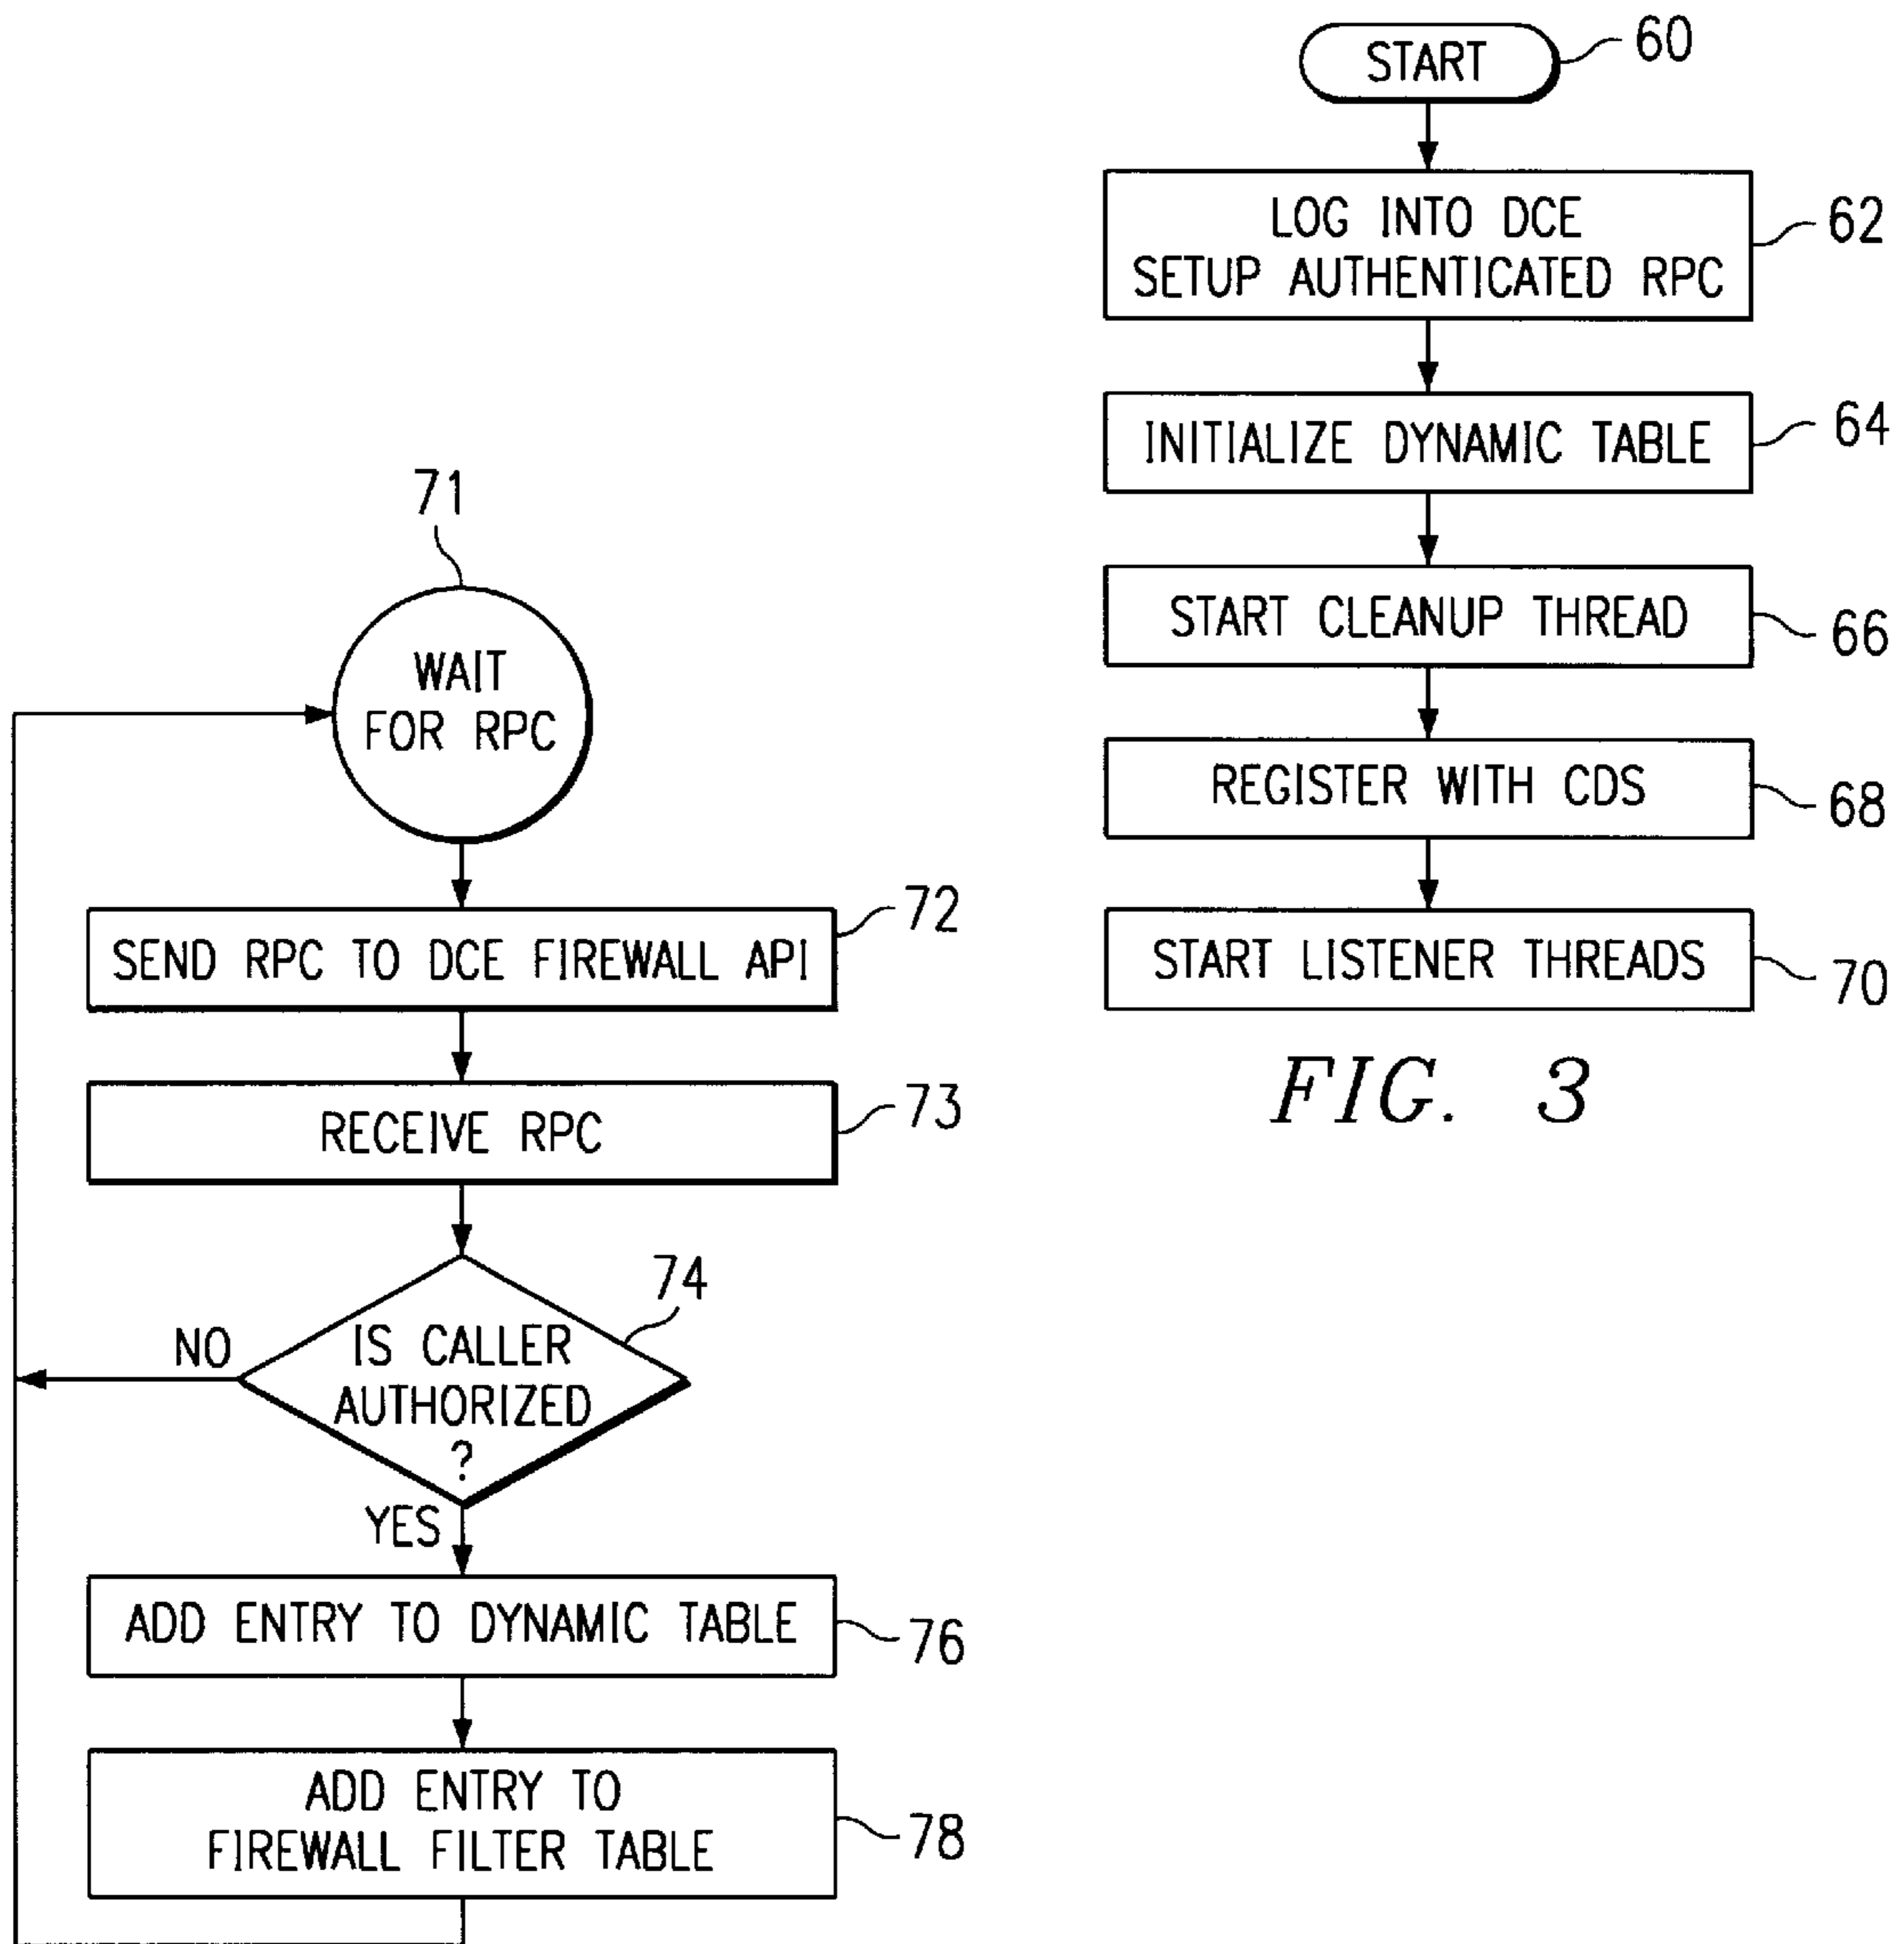 START
60
LOG INTO DCE
SETUP AUTHENTICATED RPC
62
INITIALIZE DYNAMIC TABLE
64
START CLEANUP THREAD
66
REGISTER WITH CDS
68
START LISTENER THREADS
70
FIG. 3
71
WAIT
FOR RPC
72
SEND RPC TO DCE FIREWALL API
73
RECEIVE RPC
74
IS CALLER
AUTHORIZED
?
NO
YES
ADD ENTRY TO DYNAMIC TABLE
76
ADD ENTRY TO
FIREWALL FILTER TABLE
78